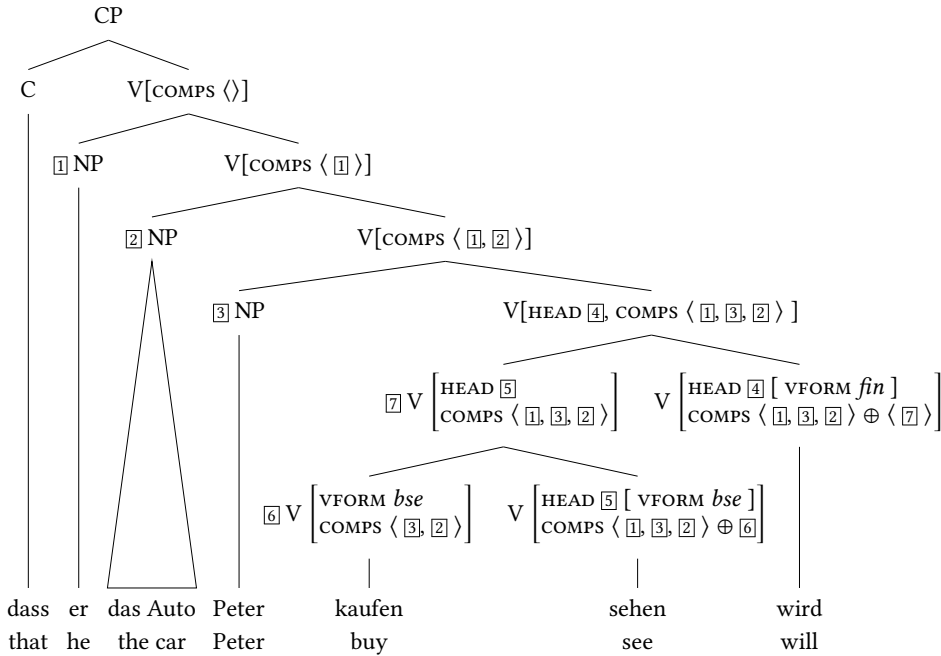 CP
C V[COMPS ⟨⟩]
1 NP V[COMPS ⟨ 1 ⟩]
2 NP V[COMPS ⟨ 1, 2 ⟩]
3 NP V[HEAD 4, COMPS ⟨ 1, 3, 2 ⟩ ]
7 V [HEAD 5 V [HEAD 4 [ VFORM fin ]
COMPS ⟨ 1, 3, 2 ⟩] COMPS ⟨ 1, 3, 2 ⟩ ⊕ ⟨ 7 ⟩]
6 V [VFORM bse V [HEAD 5 [ VFORM bse ]
COMPS ⟨ 3, 2 ⟩] COMPS ⟨ 1, 3, 2 ⟩ ⊕ 6]
dass er das Auto Peter kaufen sehen wird
that he the car Peter buy see will